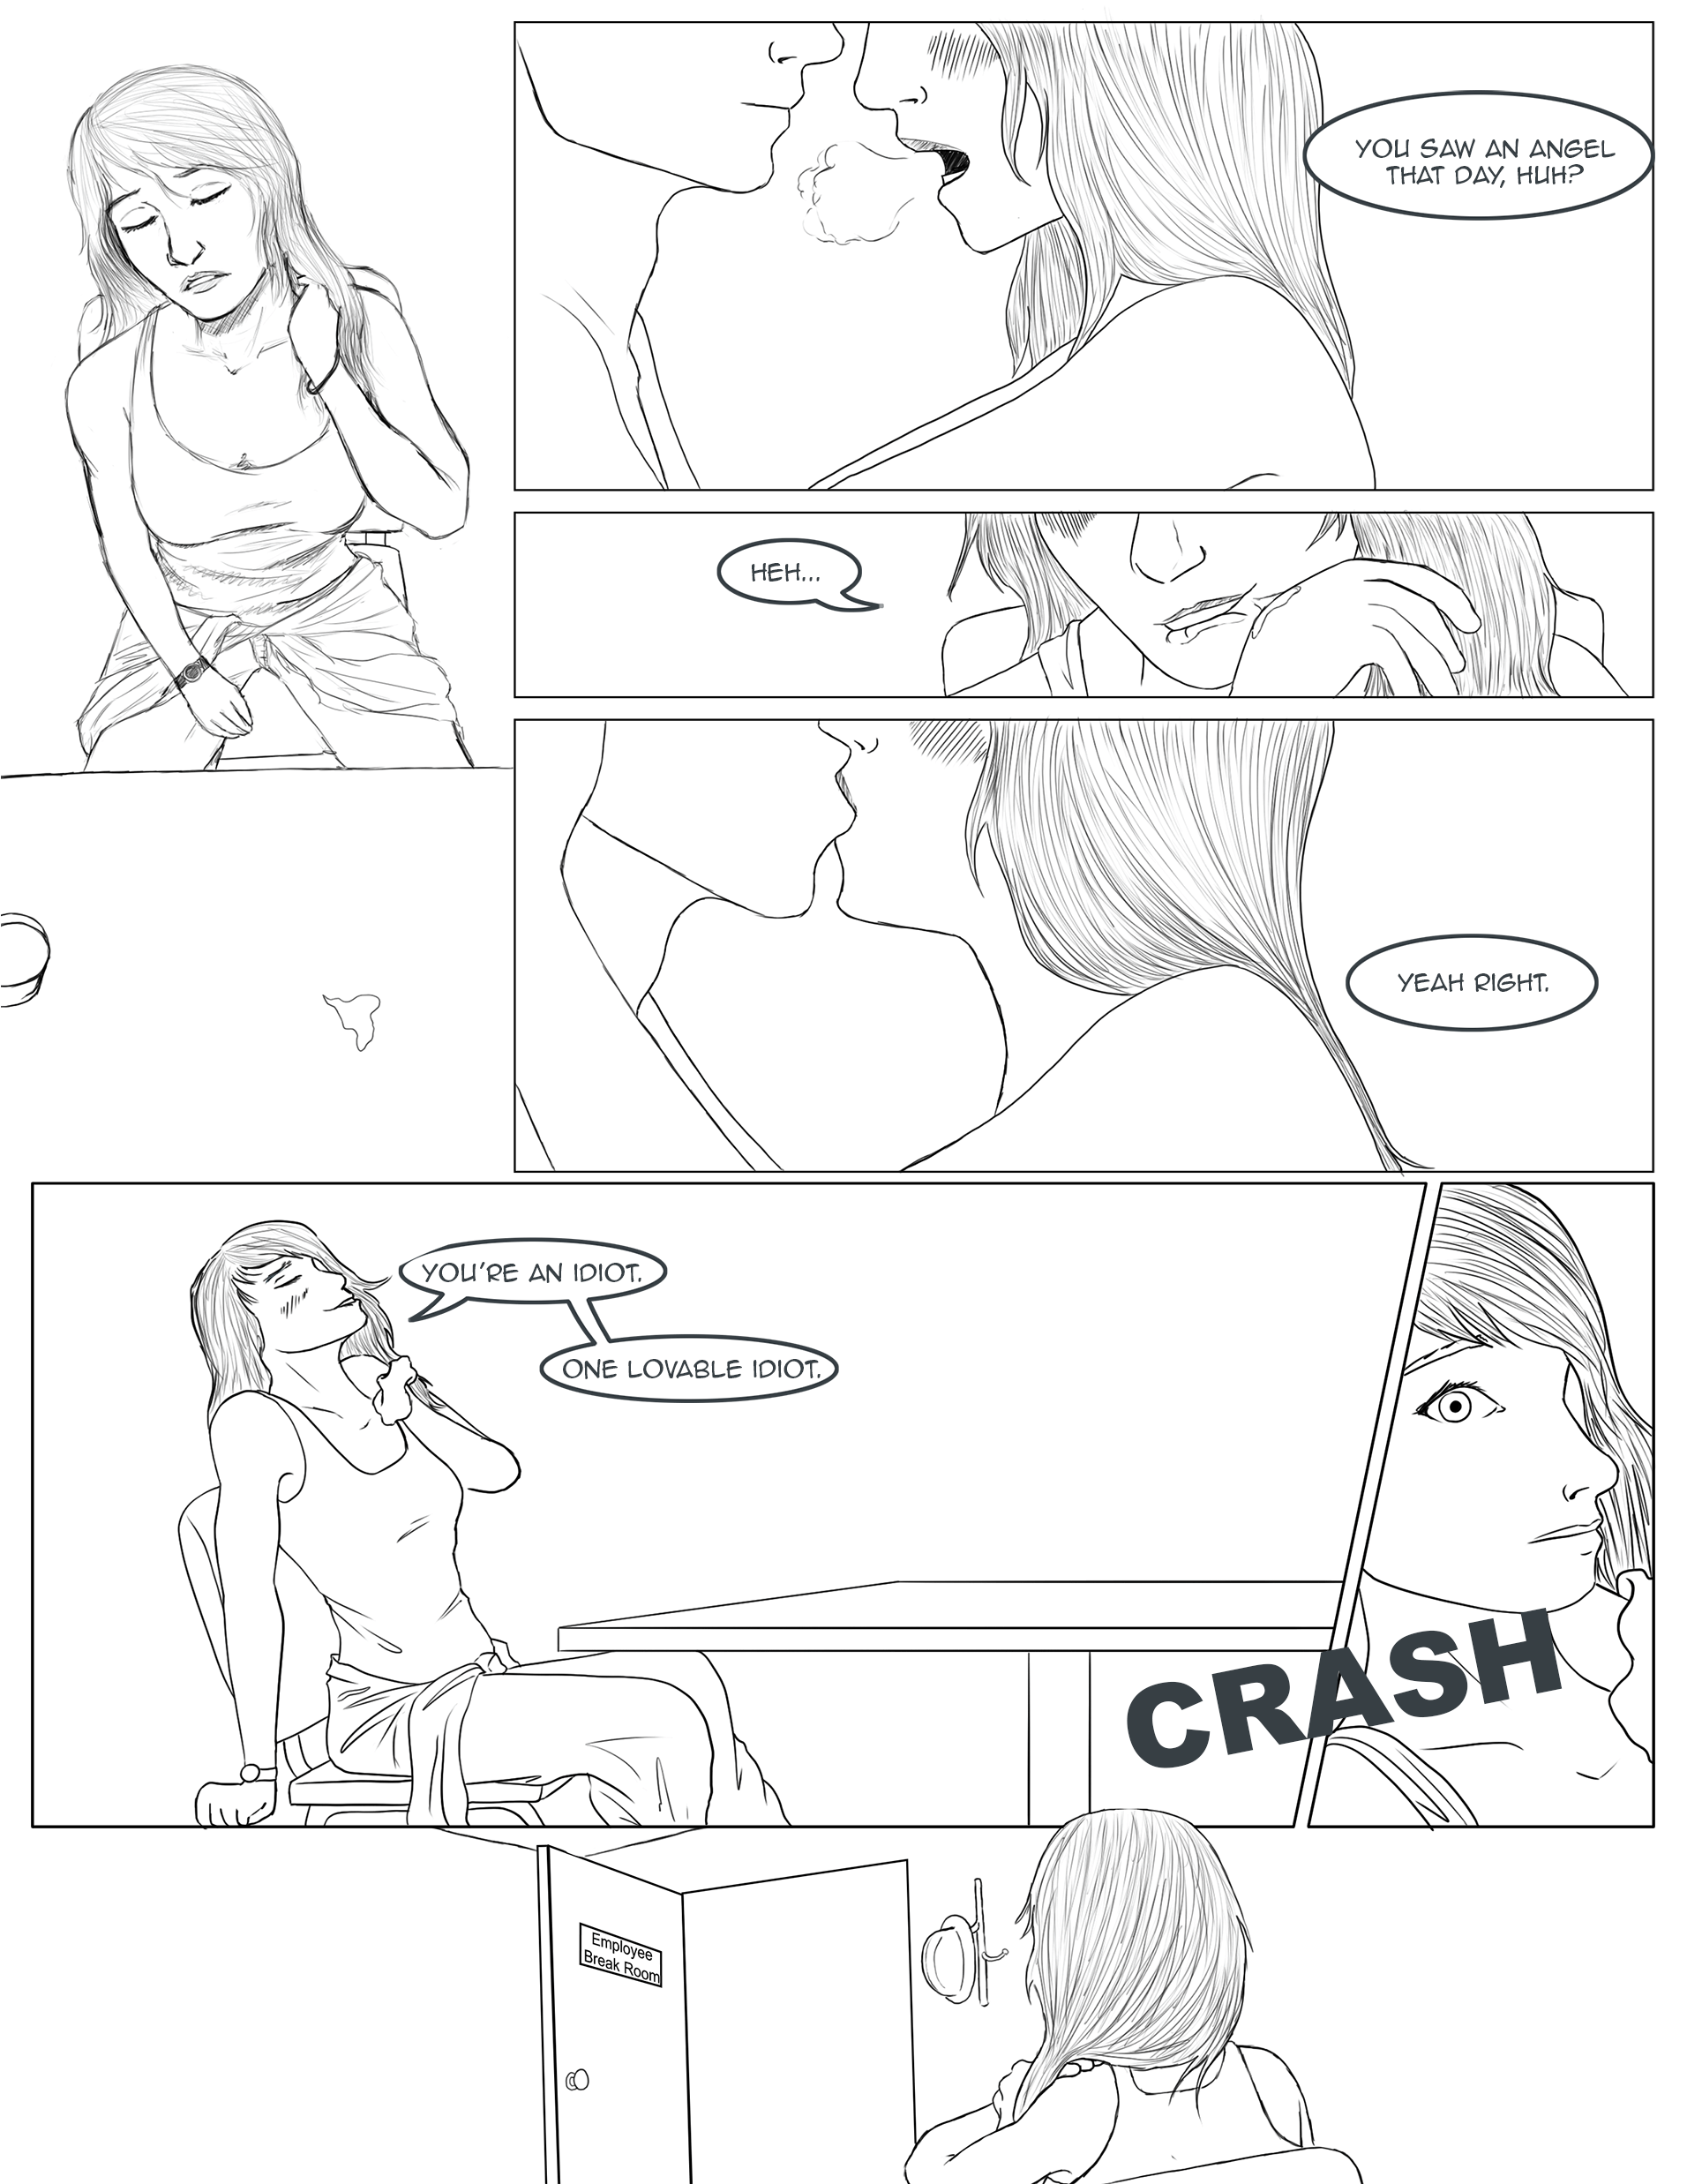 YOU SAW AN ANGEL
THAT DAY, HUH?
HEH...
YEAH RIGHT.
YOU'RE AN IDIOT.
ONE LOVABLE IDIOT.
CRASH
Employee
Break Room